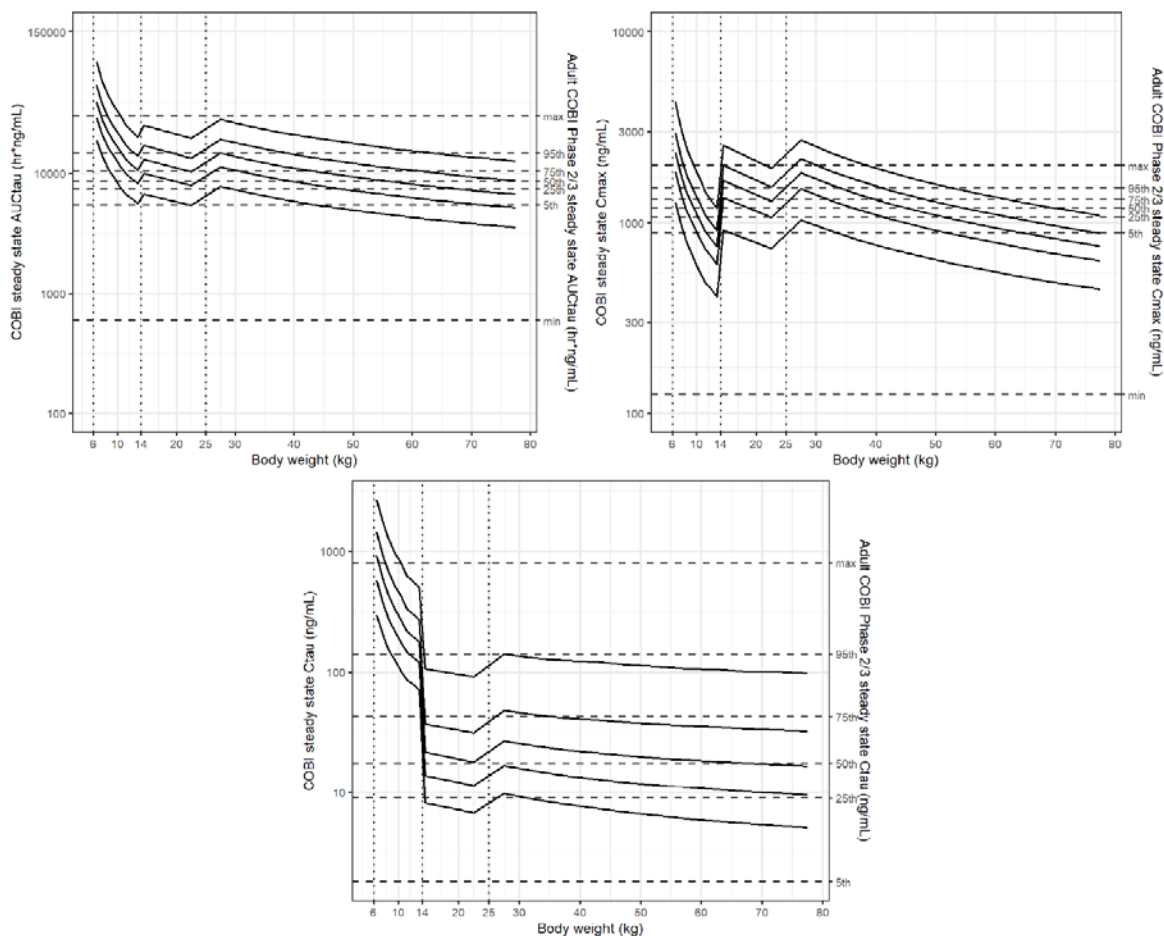 COBI steady state AUCtau (hr*ng/mL)
150000
10000
1000
100
max
95th
75th
50th
25th
5th
min
Adult COBI Phase 2/3 steady state AUCtau (hr*ng/mL)
6 10 14 20 25 30 40 50 60 70 80
Body weight (kg)
COBI steady state Cmax (ng/mL)
10000
3000
1000
300
100
max
95th
75th
50th
25th
5th
min
Adult COBI Phase 2/3 steady state Cmax (ng/mL)
6 10 14 20 25 30 40 50 60 70 80
Body weight (kg)
COBI steady state Ctau (ng/mL)
1000
100
10
max
95th
75th
50th
25th
5th
Adult COBI Phase 2/3 steady state Ctau (ng/mL)
6 10 14 20 25 30 40 50 60 70 80
Body weight (kg)